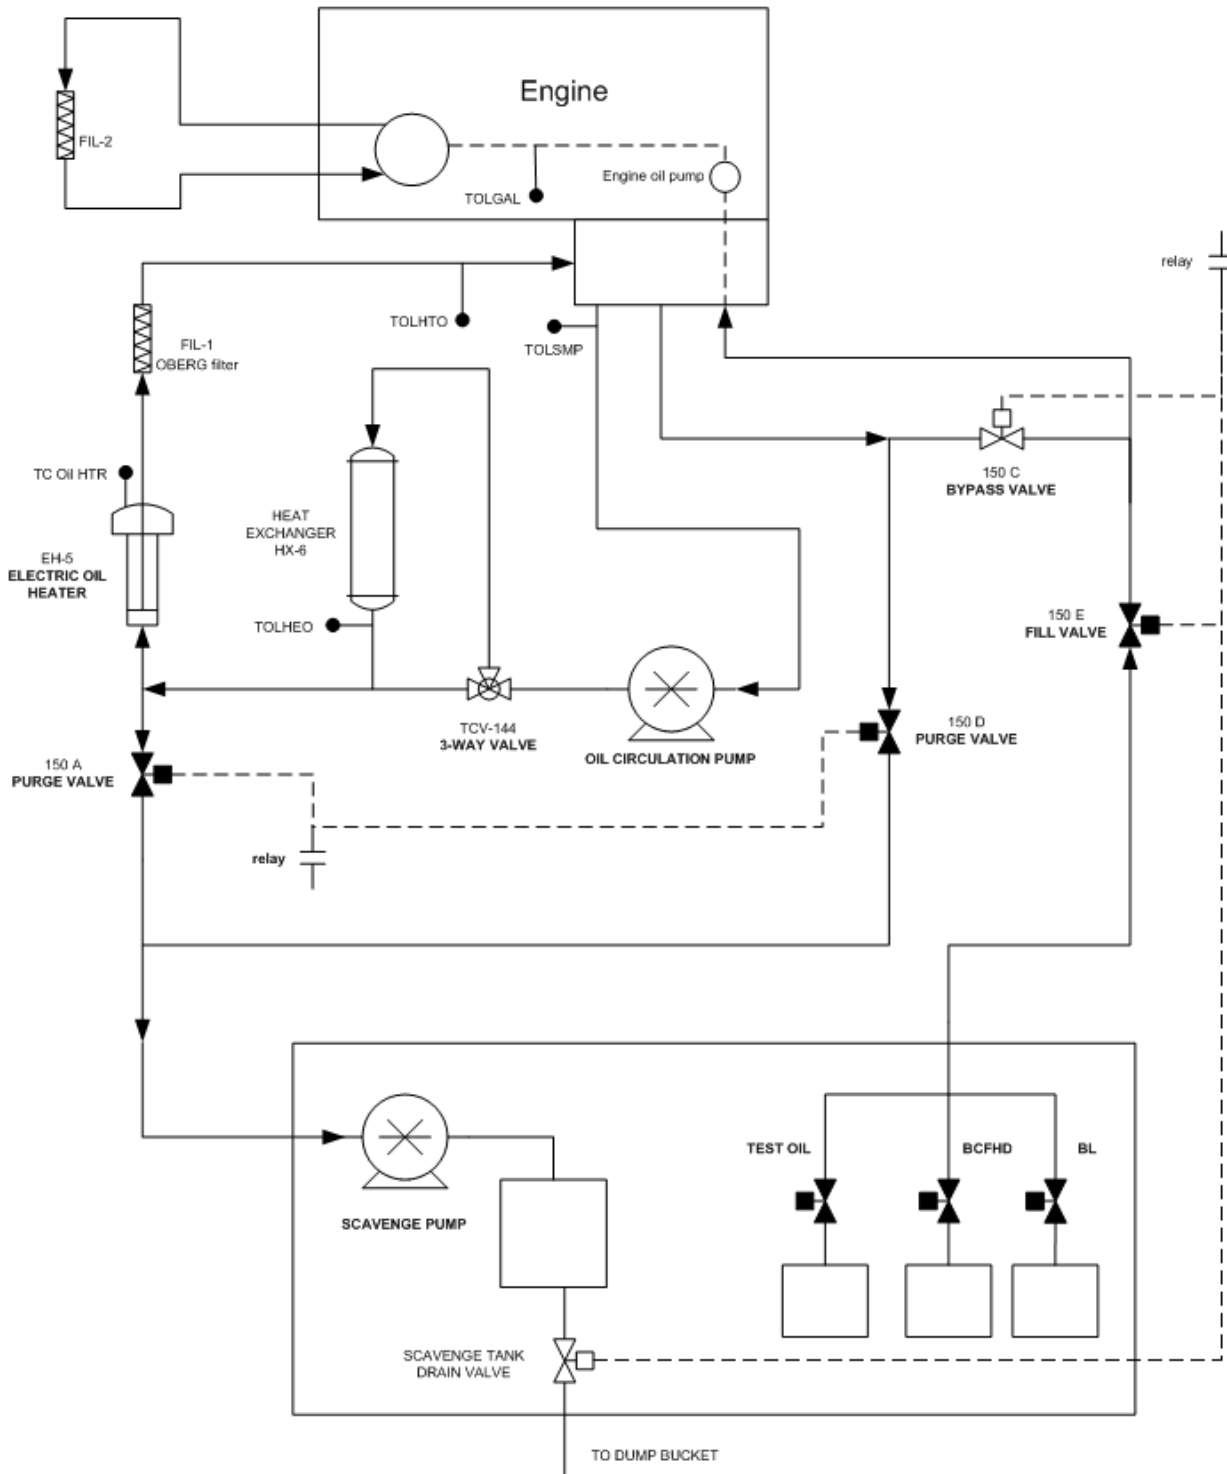 Engine
FIL-2
Engine oil pump
TOLGAL
relay
TOLHTO
TOLSMP
FIL-1
OBERG filter
TC Oil HTR
150 C
BYPASS VALVE
HEAT
EXCHANGER
HX-6
EH-5
ELECTRIC OIL
HEATER
TOLHEO
150 E
FILL VALVE
TCV-144
3-WAY VALVE
OIL CIRCULATION PUMP
150 D
PURGE VALVE
150 A
PURGE VALVE
relay
TEST OIL
BCFHD
BL
SCAVENGE PUMP
SCAVENGE TANK
DRAIN VALVE
TO DUMP BUCKET